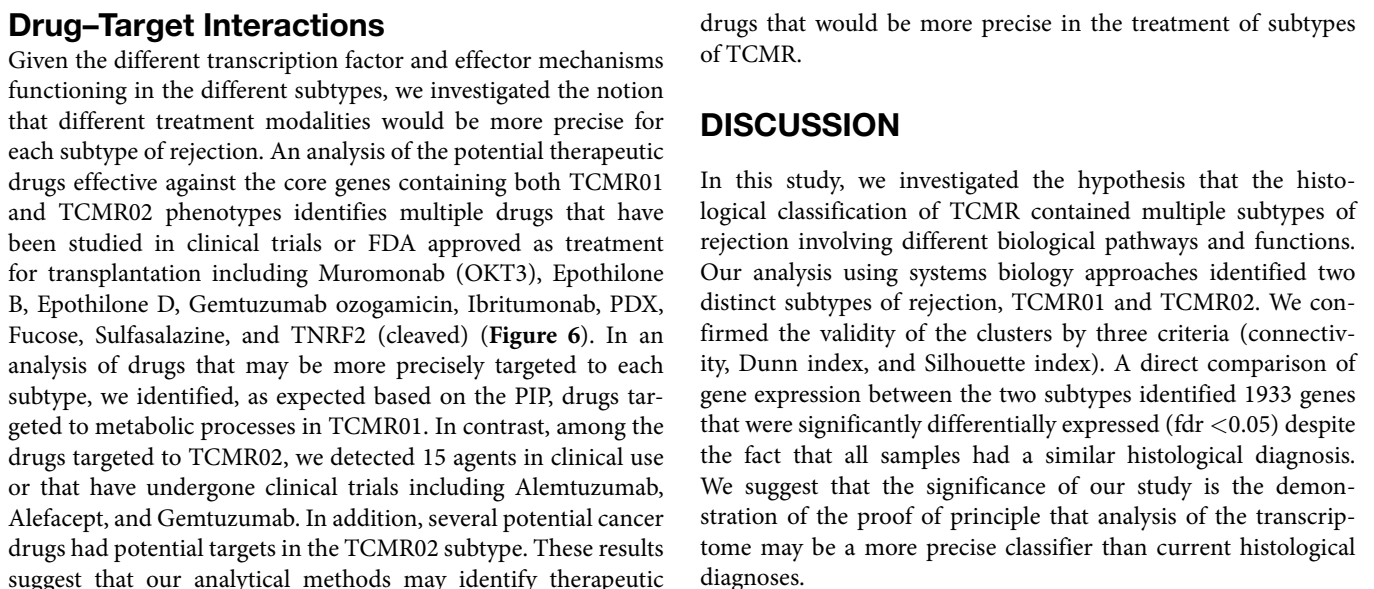 Drug–Target Interactions
Given the different transcription factor and effector mechanisms
functioning in the different subtypes, we investigated the notion
that different treatment modalities would be more precise for
each subtype of rejection. An analysis of the potential therapeutic
drugs effective against the core genes containing both TCMR01
and TCMR02 phenotypes identifies multiple drugs that have
been studied in clinical trials or FDA approved as treatment
for transplantation including Muromonab (OKT3), Epothilone
B, Epothilone D, Gemtuzumab ozogamicin, Ibritumonab, PDX,
Fucose, Sulfasalazine, and TNRF2 (cleaved) (Figure 6). In an
analysis of drugs that may be more precisely targeted to each
subtype, we identified, as expected based on the PIP, drugs tar-
geted to metabolic processes in TCMR01. In contrast, among the
drugs targeted to TCMR02, we detected 15 agents in clinical use
or that have undergone clinical trials including Alemtuzumab,
Alefacept, and Gemtuzumab. In addition, several potential cancer
drugs had potential targets in the TCMR02 subtype. These results
suggest that our analytical methods may identify therapeutic
drugs that would be more precise in the treatment of subtypes
of TCMR.
DISCUSSION
In this study, we investigated the hypothesis that the histo-
logical classification of TCMR contained multiple subtypes of
rejection involving different biological pathways and functions.
Our analysis using systems biology approaches identified two
distinct subtypes of rejection, TCMR01 and TCMR02. We con-
firmed the validity of the clusters by three criteria (connectiv-
ity, Dunn index, and Silhouette index). A direct comparison of
gene expression between the two subtypes identified 1933 genes
that were significantly differentially expressed (fdr <0.05) despite
the fact that all samples had a similar histological diagnosis.
We suggest that the significance of our study is the demon-
stration of the proof of principle that analysis of the transcrip-
tome may be a more precise classifier than current histological
diagnoses.